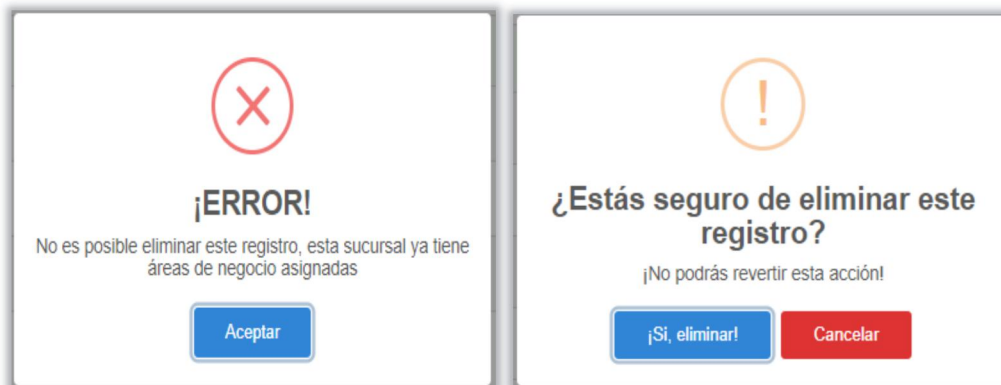 ¡ERROR!
No es posible eliminar este registro, esta sucursal ya tiene
áreas de negocio asignadas
Aceptar
¿Estás seguro de eliminar este
registro?
¡No podrás revertir esta acción!
¡Si, eliminar!
Cancelar